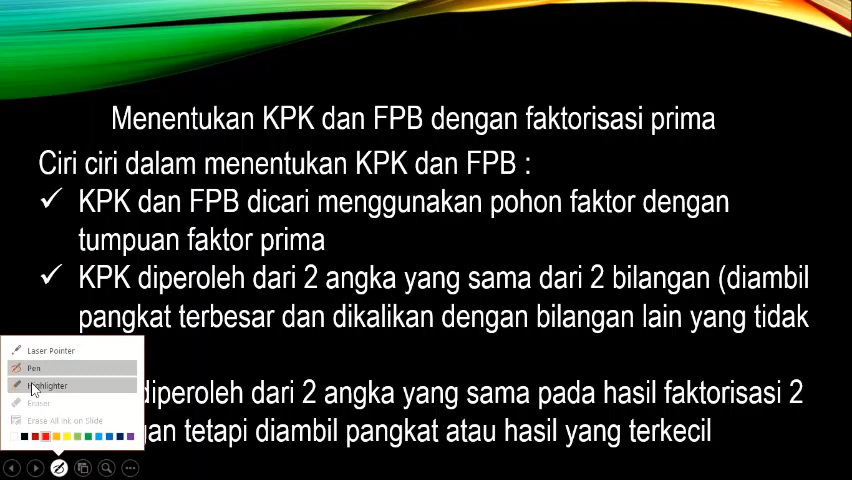 Menentukan KPK dan FPB dengan faktorisasi prima
Ciri ciri dalam menentukan KPK dan FPB :
✓ KPK dan FPB dicari menggunakan pohon faktor dengan
tumpuan faktor prima
✓ KPK diperoleh dari 2 angka yang sama dari 2 bilangan (diambil
pangkat terbesar dan dikalikan dengan bilangan lain yang tidak
diperoleh dari 2 angka yang sama pada hasil faktorisasi 2
gan tetapi diambil pangkat atau hasil yang terkecil
Laser Pointer
Pen
Highlighter
Eraser
Erase All Ink on Slide